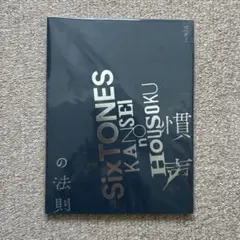 SixTONES
KANSEI
no
HOUSOKU
慣声
の法則